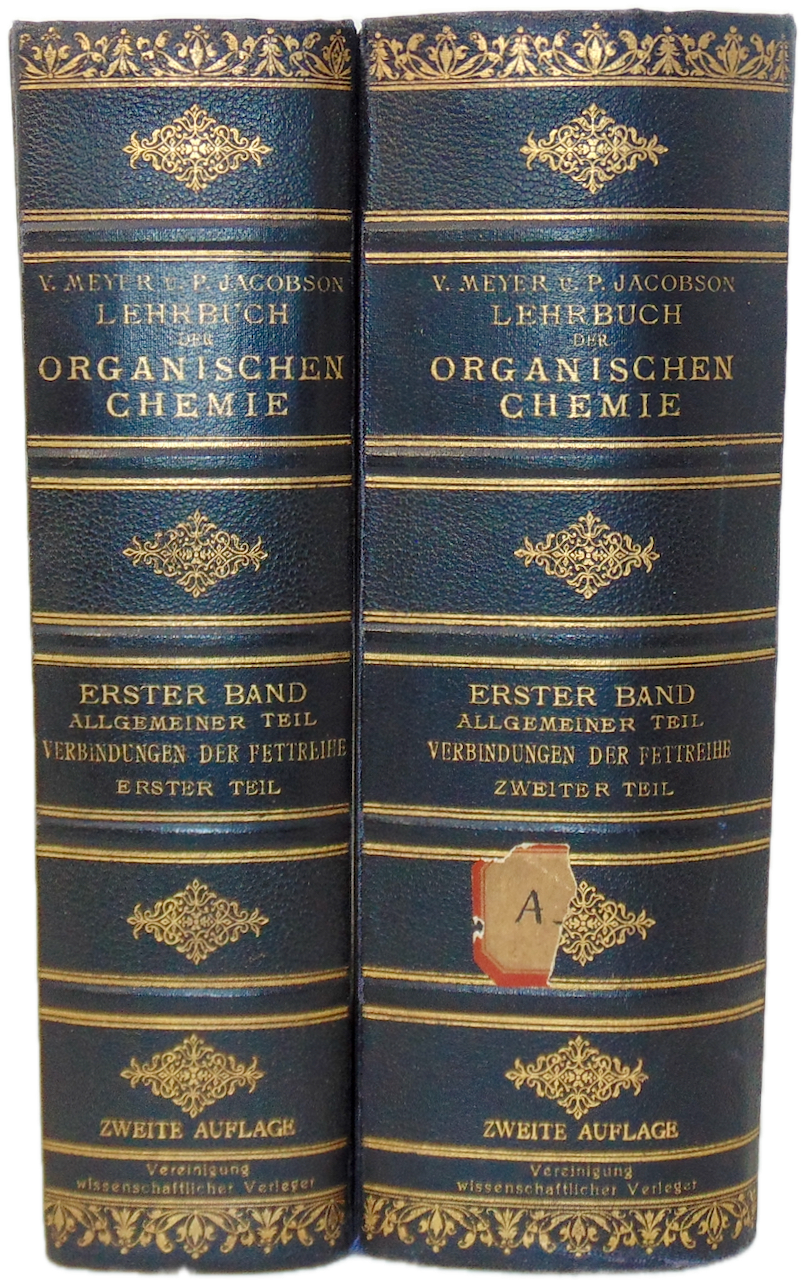 V. MEYER U. P. JACOBSON
LEHRBUCH
DER
ORGANISCHEN
CHEMIE
ERSTER BAND
ALLGEMEINER TEIL
VERBINDUNGEN DER FETTREIHE
ERSTER TEIL
ZWEITE AUFLAGE
Vereinigung
wissenschaftlicher Verleger
V. MEYER U. P. JACOBSON
LEHRBUCH
DER
ORGANISCHEN
CHEMIE
ERSTER BAND
ALLGEMEINER TEIL
VERBINDUNGEN DER FETTREIHE
ZWEITER TEIL
A-
ZWEITE AUFLAGE
Vereinigung
wissenschaftlicher Verleger